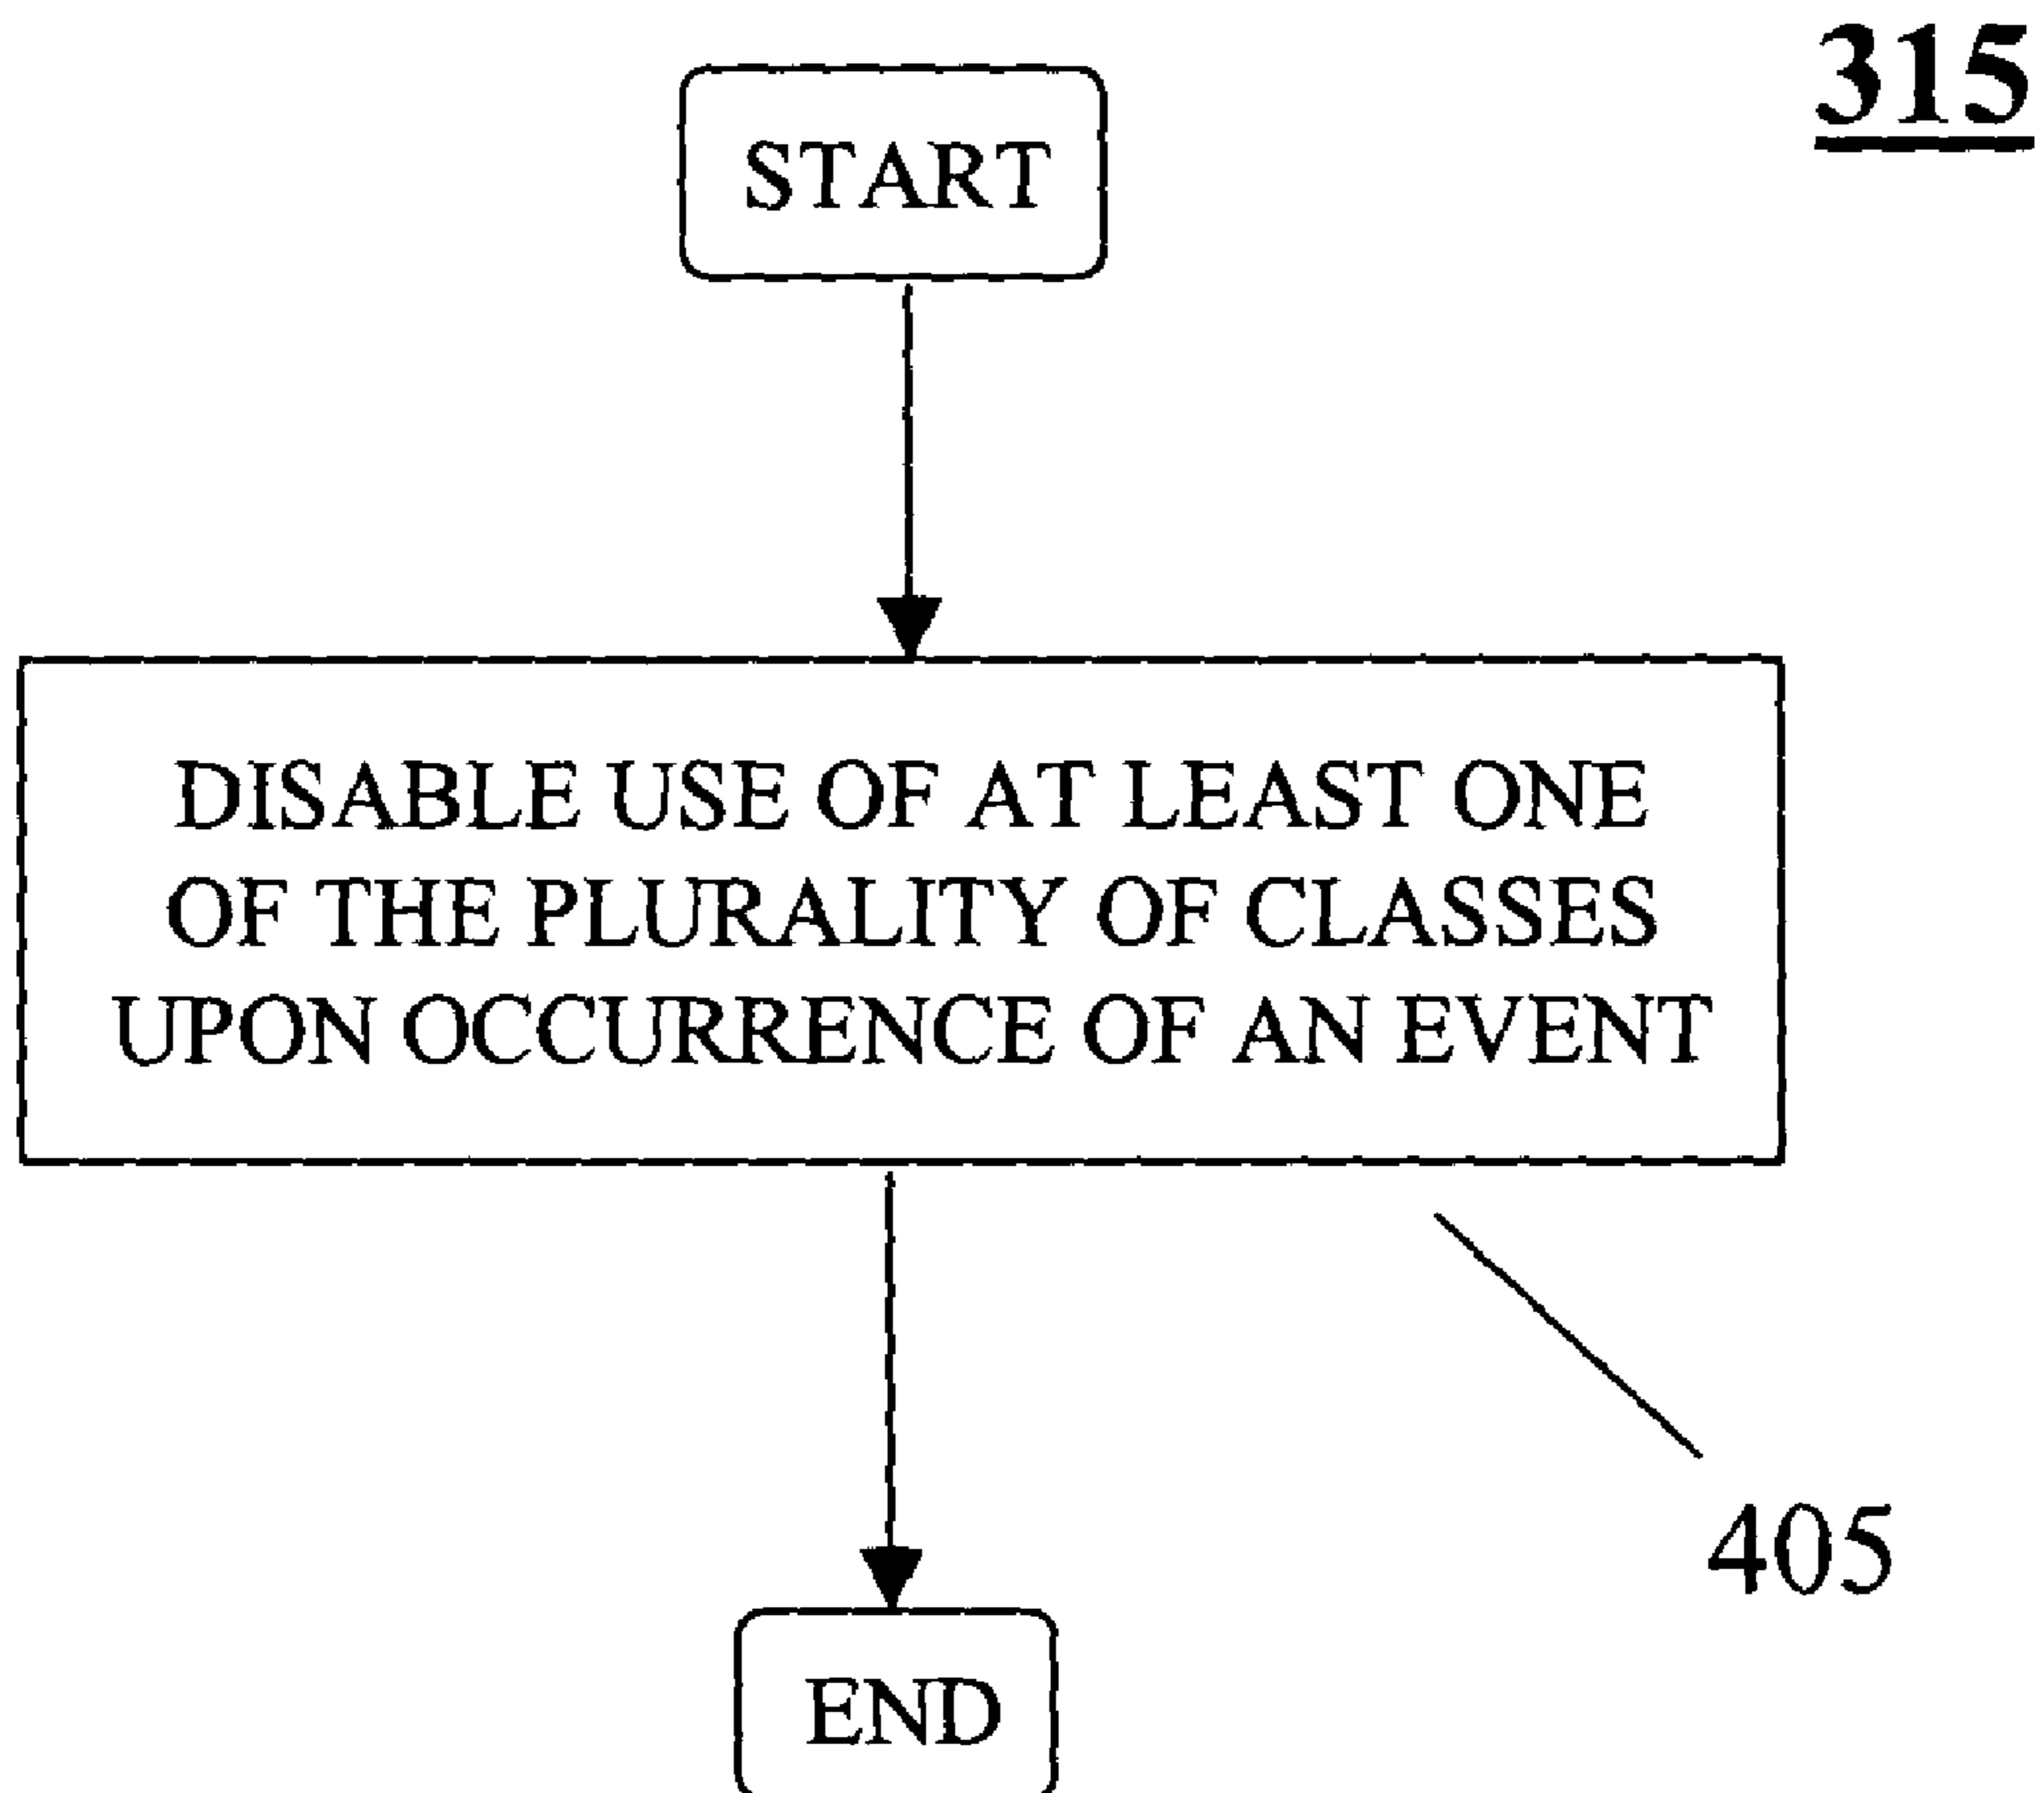 315
START
DISABLE USE OF AT LEAST ONE
OF THE PLURALITY OF CLASSES
UPON OCCURRENCE OF AN EVENT
405
END